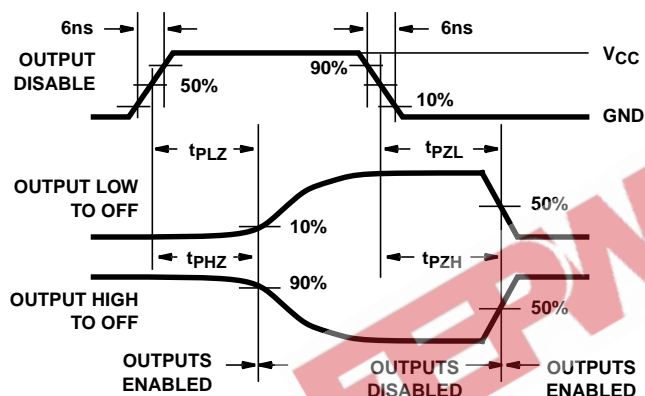 6ns
6ns
OUTPUT
DISABLE
50%
90%
10%
VCC
GND
tPLZ
tPZL
OUTPUT LOW
TO OFF
10%
50%
tPHZ
tPZH
OUTPUT HIGH
TO OFF
90%
50%
OUTPUTS
ENABLED
OUTPUTS
DISABLED
OUTPUTS
ENABLED